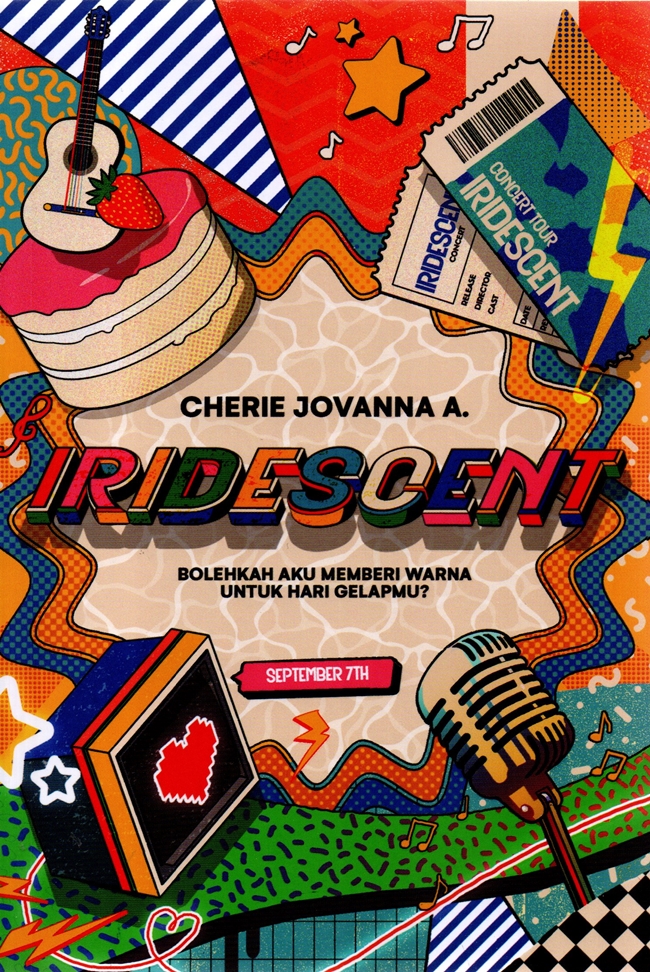 CONCERT TOUR
IRIDESCENT
IRIDESCEN
CONCERT
RELEASE
DIRECTOR
CAST
DATE
CHERIE JOVANNA A.
IRIDESCENT
BOLEHKAH AKU MEMBERI WARNA
UNTUK HARI GELAPMU?
SEPTEMBER 7TH